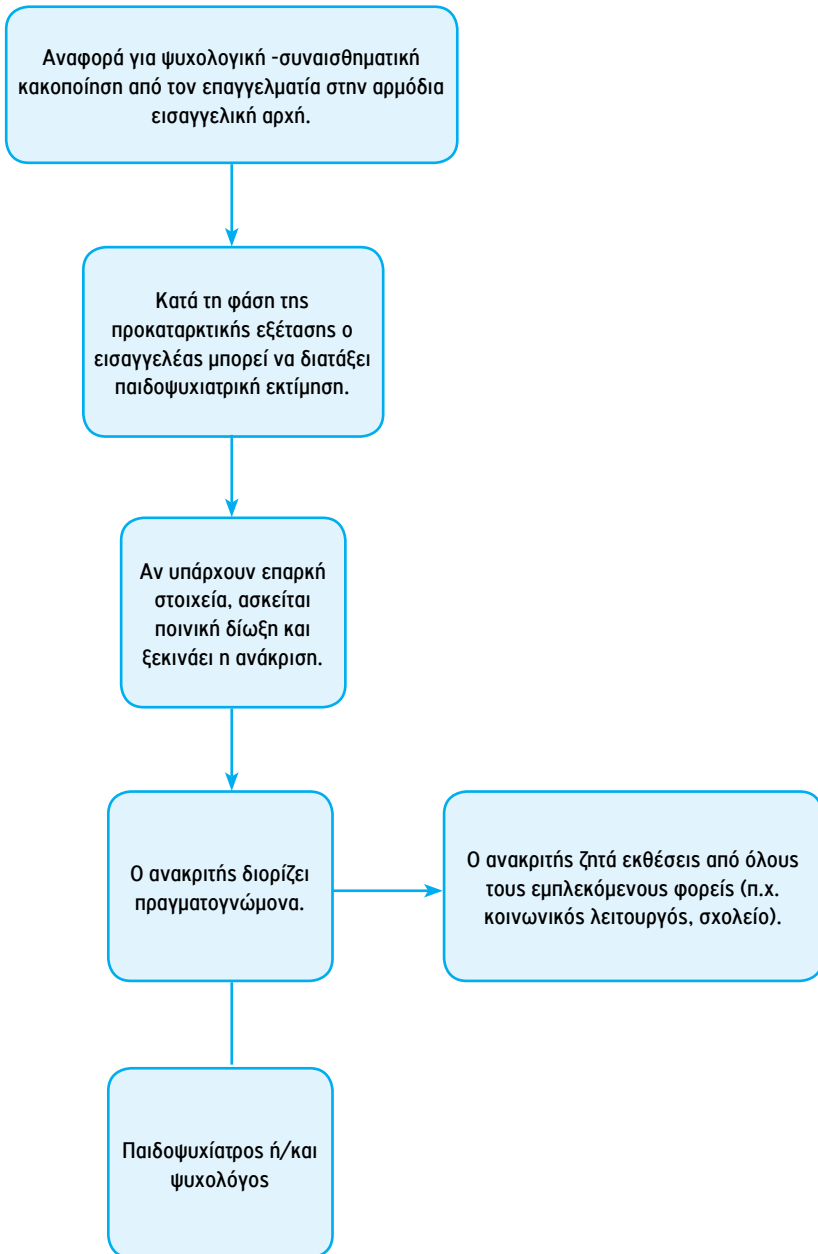 Αναφορά για ψυχολογική -συναισθηματική
κακοποίηση από τον επαγγελματία στην αρμόδια
εισαγγελική αρχή.
Κατά τη φάση της
προκαταρκτικής εξέτασης ο
εισαγγελέας μπορεί να διατάξει
παιδοψυχιατρική εκτίμηση.
Αν υπάρχουν επαρκή
στοιχεία, ασκείται
ποινική δίωξη και
ξεκινάει η ανάκριση.
Ο ανακριτής διορίζει
πραγματογνώμονα.
Ο ανακριτής ζητά εκθέσεις από όλους
τους εμπλεκόμενους φορείς (π.χ.
κοινωνικός λειτουργός, σχολείο).
Παιδοψυχίατρος ή/και
ψυχολόγος